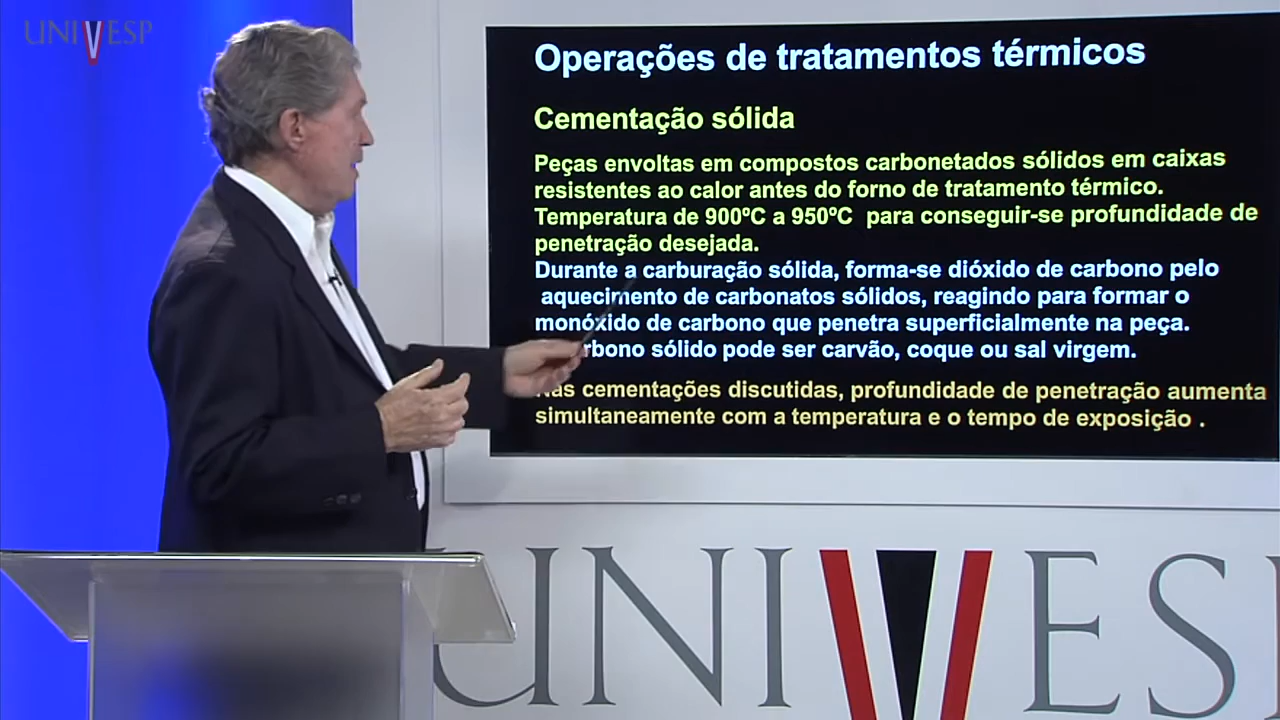 UNIVESP
Operações de tratamentos térmicos
Cementação sólida
Peças envoltas em compostos carbonetados sólidos em caixas
resistentes ao calor antes do forno de tratamento térmico.
Temperatura de 900ºC a 950ºC para conseguir-se profundidade de
penetração desejada.
Durante a carburação sólida, forma-se dióxido de carbono pelo
aquecimento de carbonatos sólidos, reagindo para formar o
monóxido de carbono que penetra superficialmente na peça.
rbono sólido pode ser carvão, coque ou sal virgem.
Nas cementações discutidas, profundidade de penetração aumenta
simultaneamente com a temperatura e o tempo de exposição .
UNIVES